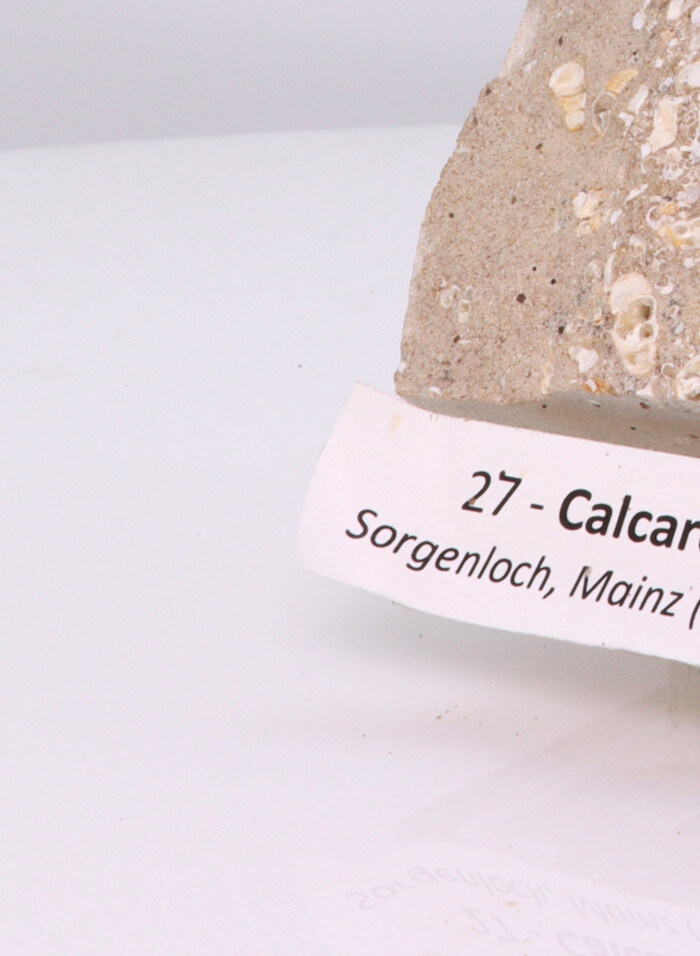 27 - Calcar
Sorgenloch, Mainz (